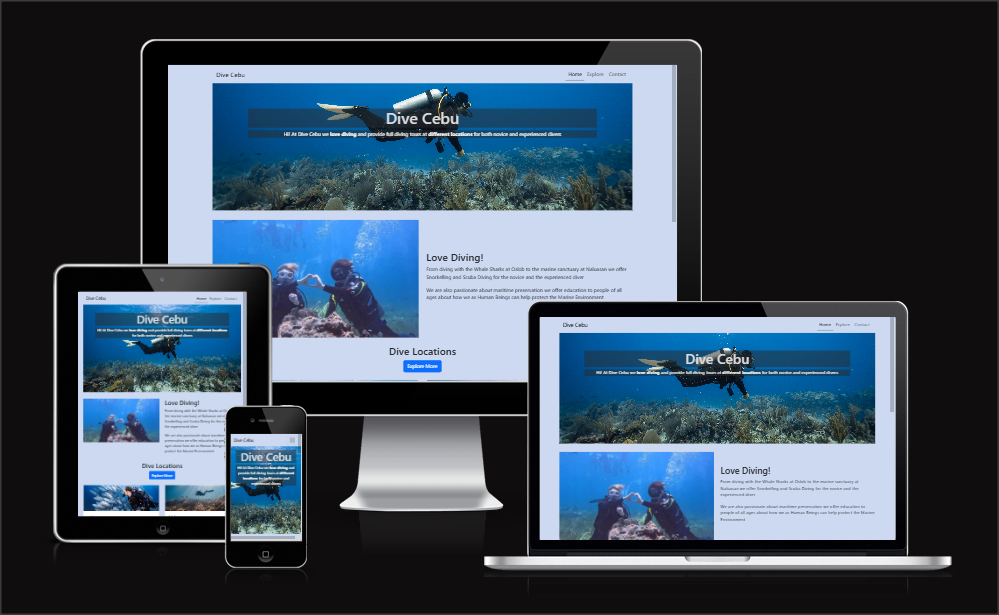 Dive Cebu
Home Explore Contact
Dive Cebu
Hi! At Dive Cebu we love diving and provide full diving tours at different locations for both novice and experienced divers
Love Diving!
From diving with the Whale Sharks at Oslob to the marine sanctuary at Nalusuan we offer
Snorkelling and Scuba Diving for the novice and the experienced diver
We are also passionate about maritime preservation we offer education to people of all
ages about how we as Human Beings can help protect the Marine Environment
Dive Locations
Explore More
Dive Cebu
Home Explore Contact
Dive Cebu
Hi! At Dive Cebu we love diving and provide full diving tours at different locations
for both novice and experienced divers
Love Diving!
From diving with the Whale Sharks at Oslob to
the marine sanctuary at Nalusuan we offer
Snorkelling and Scuba Diving for the novice and
the experienced diver
We are also passionate about maritime
preservation we offer education to people
all ages about how we as Human Beings
protect the Marine Environment
Dive Locations
Explore More
Dive Cebu
Dive Cebu
Hi! At Dive Cebu we love diving and
provide full diving tours at different
locations for both novice and
experienced divers
Dive Cebu
Home Explore Contact
Dive Cebu
Hi! At Dive Cebu we love diving and provide full diving tours at different locations for both novice and experienced divers
Love Diving!
From diving with the Whale Sharks at Oslob to the marine sanctuary at
Nalusuan we offer Snorkelling and Scuba Diving for the novice and the
experienced diver
We are also passionate about maritime preservation we offer education to
people of all ages about how we as Human Beings can help protect the Marine
Environment